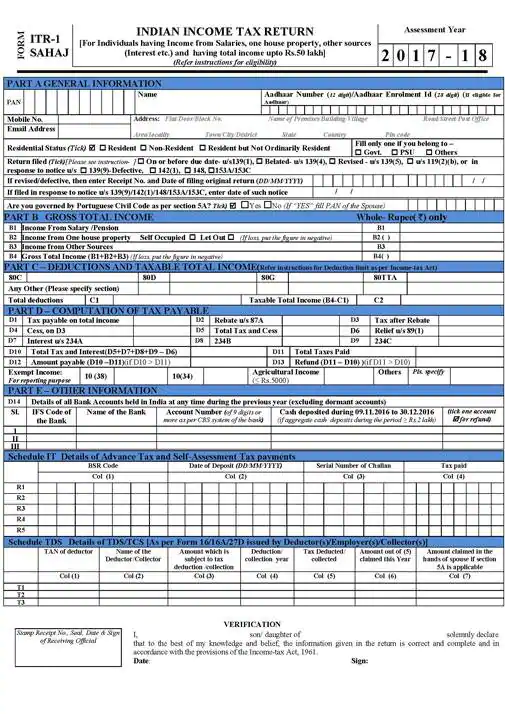 FORM
ITR-1
SAHAJ
INDIAN INCOME TAX RETURN
[For Individuals having Income from Salaries, one house property, other sources
(Interest etc.) and having total income upto Rs.50 lakh]
(Refer instructions for eligibility)
Assessment Year
2 0 1 7 - 1 8
PART A GENERAL INFORMATION
PAN
Name
Aadhaar Number (12 digit)/Aadhaar Enrolment Id (28 digit) (If eligible for
Aadhaar)
Mobile No.
Address: Flat/Door/Block No. Name of Premises/Building/Village Road/Street/Post Office
Email Address
Area/locality Town/City/District State Country Pin code
Residential Status (Tick) ☑ ☐ Resident ☐ Non-Resident ☐ Resident but Not Ordinarily Resident
Fill only one if you belong to –
☐ Govt. ☐ PSU ☐ Others
Return filed (Tick)[Please see instruction- ] ☐ On or before due date- u/s139(1), ☐ Belated- u/s 139(4), ☐ Revised - u/s 139(5), ☐ u/s 119(2)(b), or in
response to notice u/s ☐ 139(9)-Defective, ☐ 142(1), ☐ 148, ☐153A/153C
If revised/defective, then enter Receipt No. and Date of filing original return (DD/MM/YYYY) / /
If filed in response to notice u/s 139(9)/142(1)/148/153A/153C, enter date of such notice / /
Are you governed by Portuguese Civil Code as per section 5A? Tick) ☑ ☐Yes ☐No (If "YES" fill PAN of the Spouse)
PART B GROSS TOTAL INCOME Whole- Rupee( ₹) only
B1 Income From Salary /Pension B1
B2 Income from One house property Self Occupied ☐ Let Out ☐ (If loss, put the figure in negative) B2 ( )
B3 Income from Other Sources B3
B4 Gross Total Income (B1+B2+B3) (If loss, put the figure in negative) B4( )
PART C – DEDUCTIONS AND TAXABLE TOTAL INCOME(Refer instructions for Deduction limit as per Income-tax Act)
80C 80D 80G 80TTA
Any Other (Please specify section)
Total deductions C1 Taxable Total Income (B4-C1) C2
PART D – COMPUTATION OF TAX PAYABLE
D1 Tax payable on total income D2 Rebate u/s 87A D3 Tax after Rebate
D4 Cess, on D3 D5 Total Tax and Cess D6 Relief u/s 89(1)
D7 Interest u/s 234A D8 234B D9 234C
D10 Total Tax and Interest(D5+D7+D8+D9 – D6) D11 Total Taxes Paid
D12 Amount payable (D10 –D11)(if D10 > D11) D13 Refund (D11 – D10) )(if D11 > D10)
Exempt Income:
For reporting purpose
10 (38) 10(34)
Agricultural Income
(≤ Rs.5000)
Others Pls. specify
PART E – OTHER INFORMATION
D14 Details of all Bank Accounts held in India at any time during the previous year (excluding dormant accounts)
Sl. IFS Code of
the Bank
Name of the Bank
Account Number (of 9 digits or
more as per CBS system of the bank)
Cash deposited during 09.11.2016 to 30.12.2016
(if aggregate cash deposits during the period ≥ Rs.2 lakh)
(tick one account
☑ for refund)
I
II
III
Schedule IT Details of Advance Tax and Self-Assessment Tax payments
BSR Code Date of Deposit (DD/MM/YYYY) Serial Number of Challan Tax paid
Col (1) Col (2) Col (3) Col (4)
R1
R2
R3
R4
R5
Schedule TDS Details of TDS/TCS [As per Form 16/16A/27D issued by Deductor(s)/Employer(s)/Collector(s)]
TAN of deductor
Name of the
Deductor/Collector
Amount which is
subject to tax
deduction /collection
Deduction/
collection year
Tax Deducted/
collected
Amount out of (5)
claimed this Year
Amount claimed in the
hands of spouse if section
5A is applicable
Col (1) Col (2) Col (3) Col (4) Col (5) Col (6) Col (7)
T1
T2
T3
VERIFICATION
Stamp Receipt No., Seal, Date & Sign
of Receiving Official
I, son/ daughter of solemnly declare
that to the best of my knowledge and belief, the information given in the return is correct and complete and in
accordance with the provisions of the Income-tax Act, 1961.
Date: Sign: